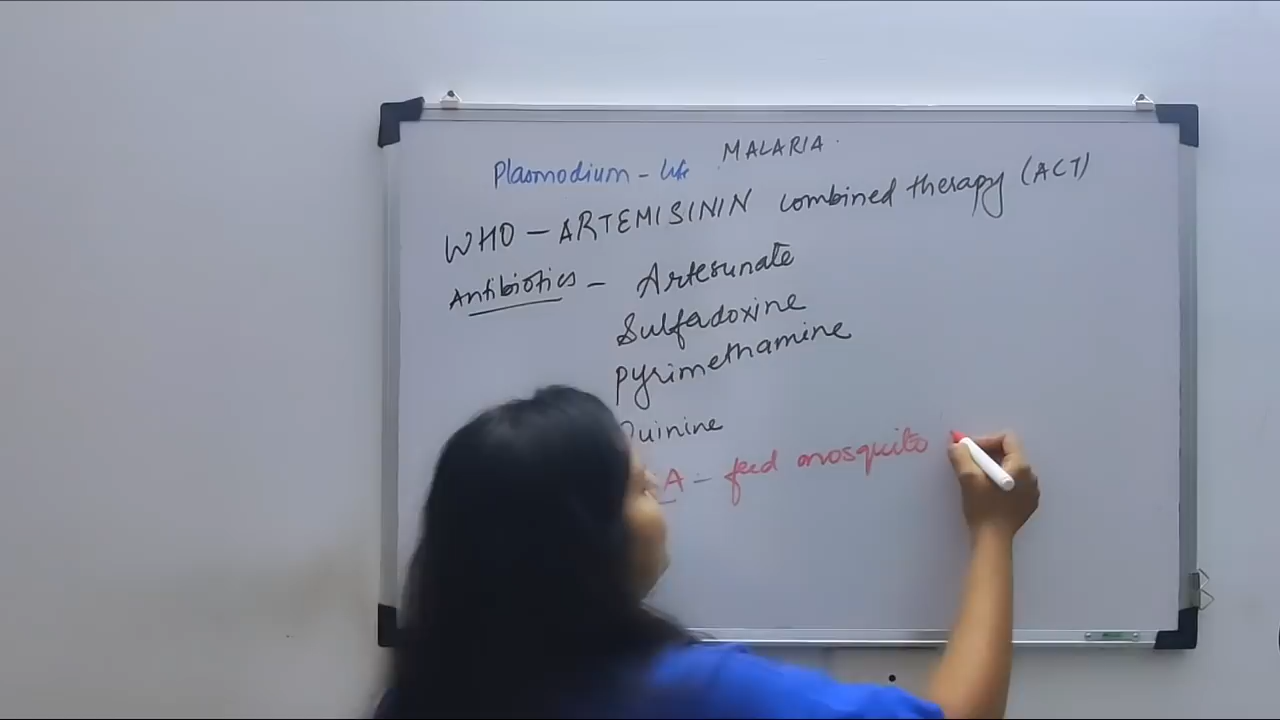 MALARIA
Plasmodium - life
WHO - ARTEMISININ combined therapy (ACT)
Antibiotics - Artesunate
Sulfadoxine
Pyrimethamine
Quinine
A - feed mosquito